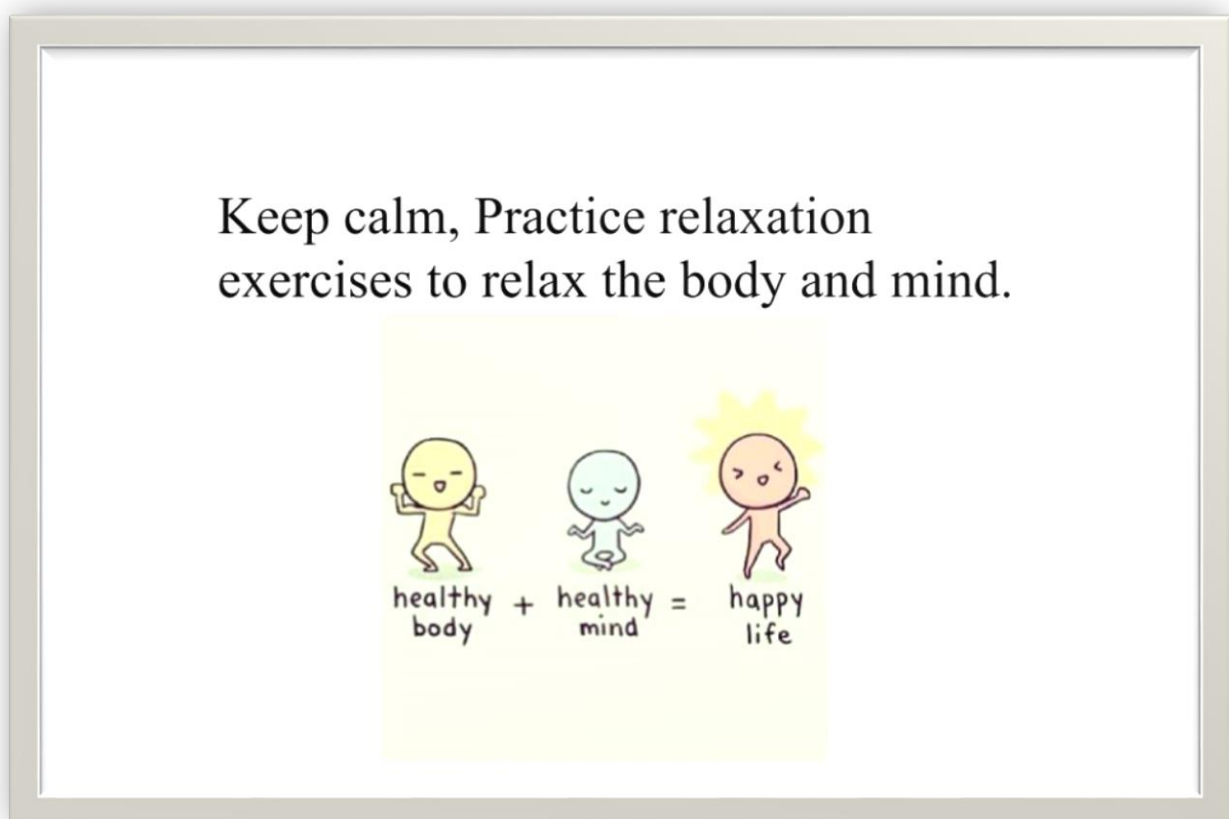 Keep calm, Practice relaxation
exercises to relax the body and mind.
healthy + healthy = happy
body mind life